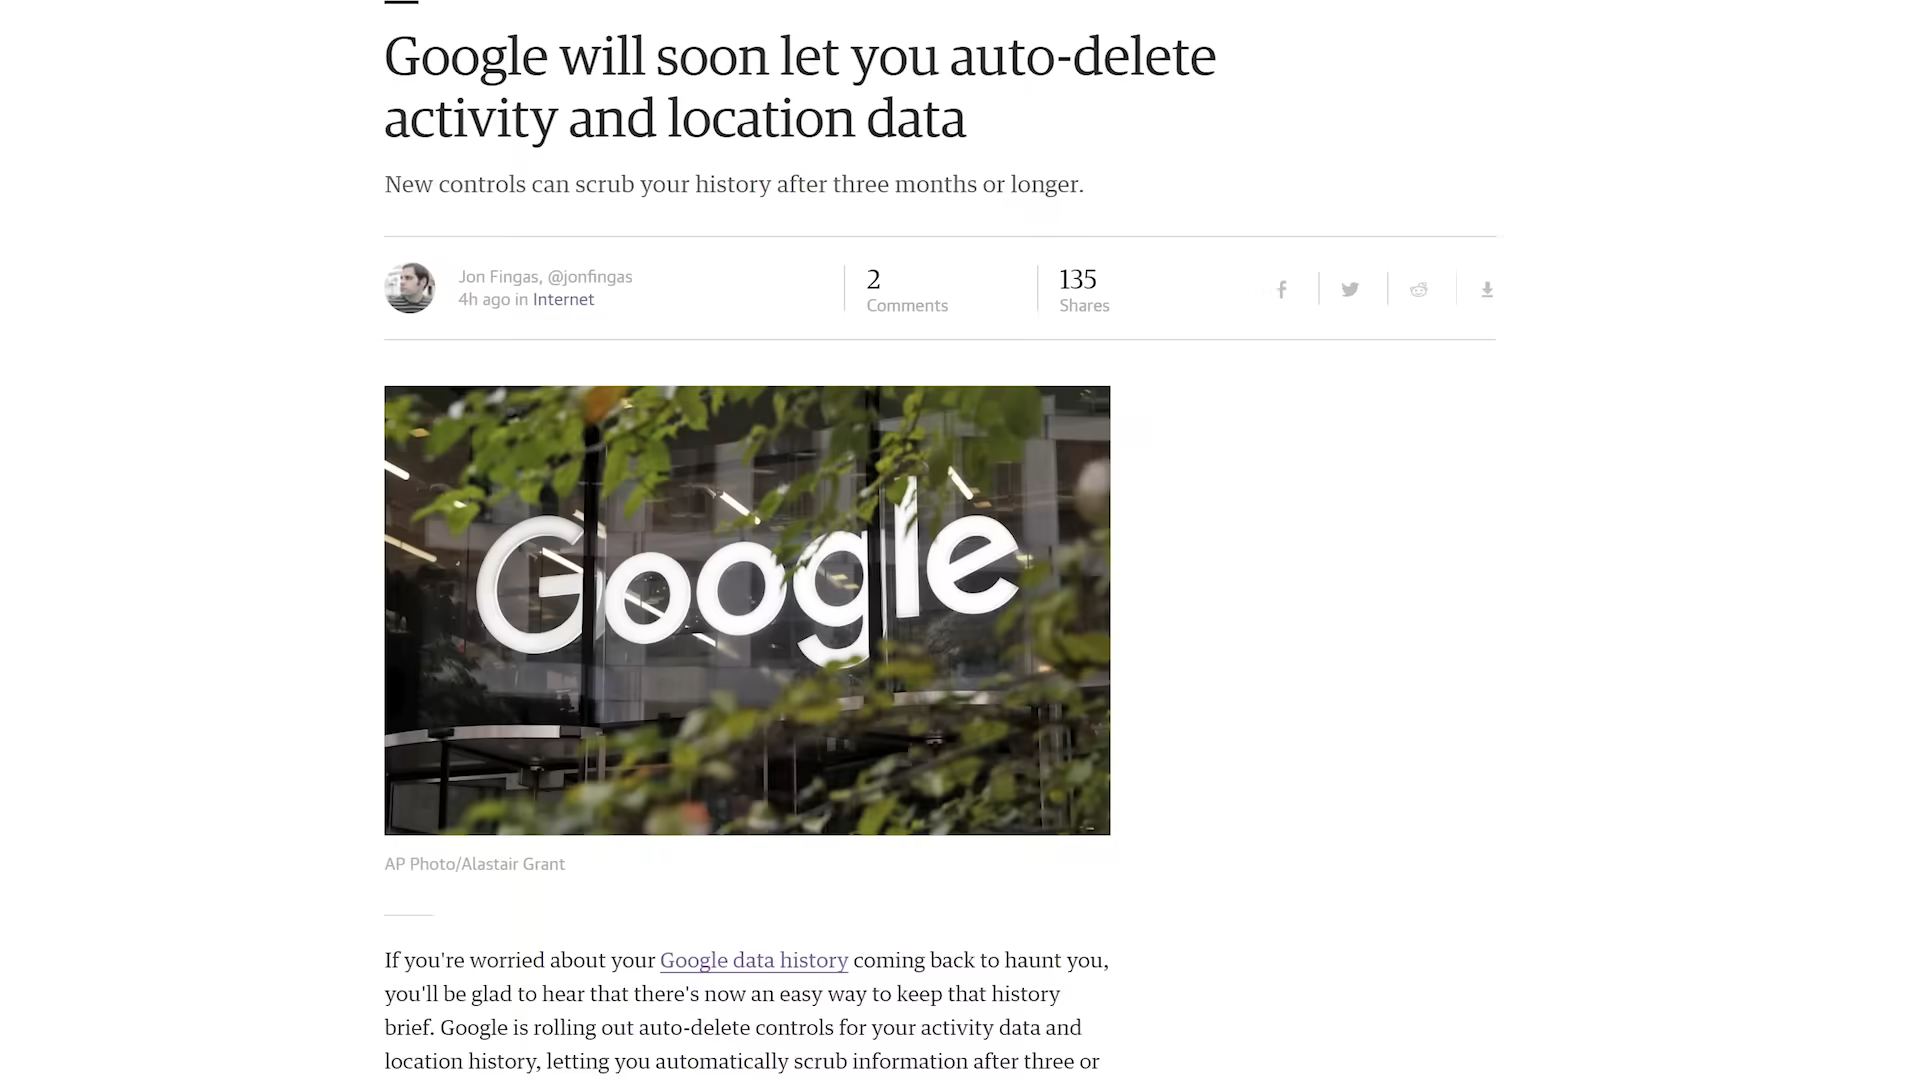 Google will soon let you auto-delete
activity and location data
New controls can scrub your history after three months or longer.
Jon Fingas, @jonfingas
4h ago in Internet
2
Comments
135
Shares
Google
AP Photo/Alastair Grant
If you're worried about your Google data history coming back to haunt you,
you'll be glad to hear that there's now an easy way to keep that history
brief. Google is rolling out auto-delete controls for your activity data and
location history, letting you automatically scrub information after three or